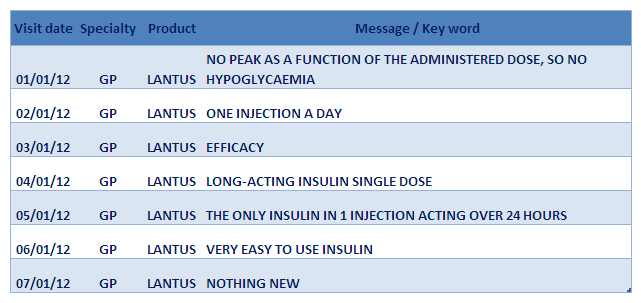 Visit date Specialty Product Message / Key word
NO PEAK AS A FUNCTION OF THE ADMINISTERED DOSE, SO NO
01/01/12 GP LANTUS HYPOGLYCAEMIA
02/01/12 GP LANTUS ONE INJECTION A DAY
03/01/12 GP LANTUS EFFICACY
04/01/12 GP LANTUS LONG-ACTING INSULIN SINGLE DOSE
05/01/12 GP LANTUS THE ONLY INSULIN IN 1 INJECTION ACTING OVER 24 HOURS
06/01/12 GP LANTUS VERY EASY TO USE INSULIN
07/01/12 GP LANTUS NOTHING NEW